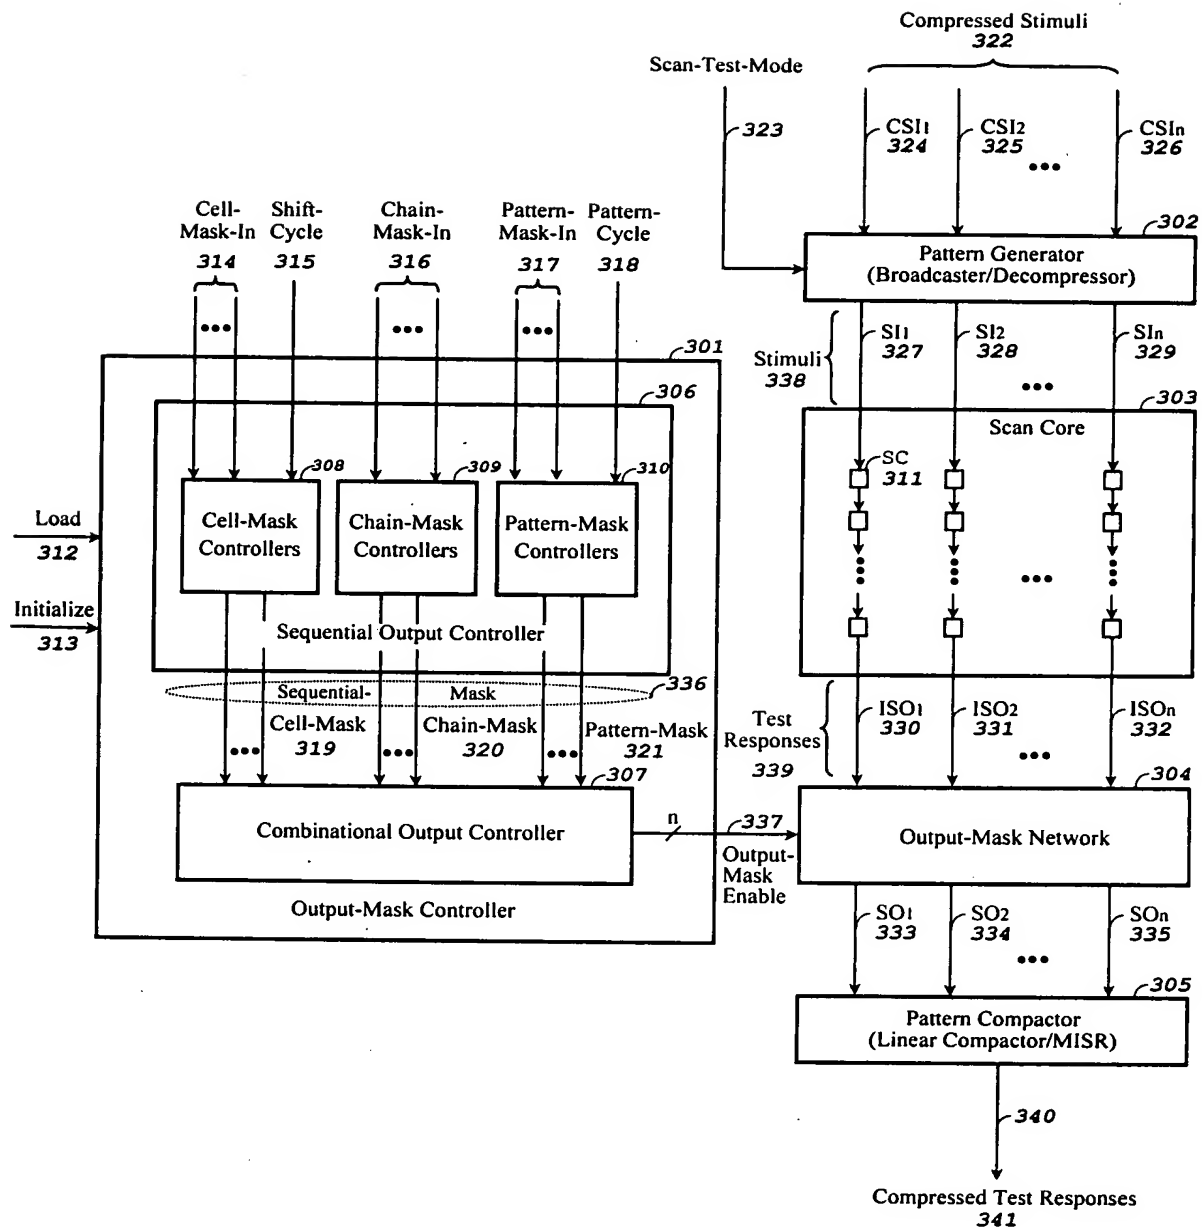 Compressed Stimuli
322
Scan-Test-Mode
323
CSI1
324
CSI2
325
CSIn
326
Cell-
Mask-In
314
Shift-
Cycle
315
Chain-
Mask-In
316
Pattern-
Mask-In
317
Pattern-
Cycle
318
302
Pattern Generator
(Broadcaster/Decompressor)
Stimuli
338
SI1
327
SI2
328
SIn
329
301
306
303
Scan Core
SC
311
308
Cell-Mask
Controllers
309
Chain-Mask
Controllers
310
Pattern-Mask
Controllers
Load
312
Initialize
313
Sequential Output Controller
Sequential- Mask
336
Cell-Mask
319
Chain-Mask
320
Pattern-Mask
321
Test
Responses
339
ISO1
330
ISO2
331
ISOn
332
307
Combinational Output Controller
n
337
Output-
Mask
Enable
304
Output-Mask Network
Output-Mask Controller
SO1
333
SO2
334
SOn
335
305
Pattern Compactor
(Linear Compactor/MISR)
340
Compressed Test Responses
341